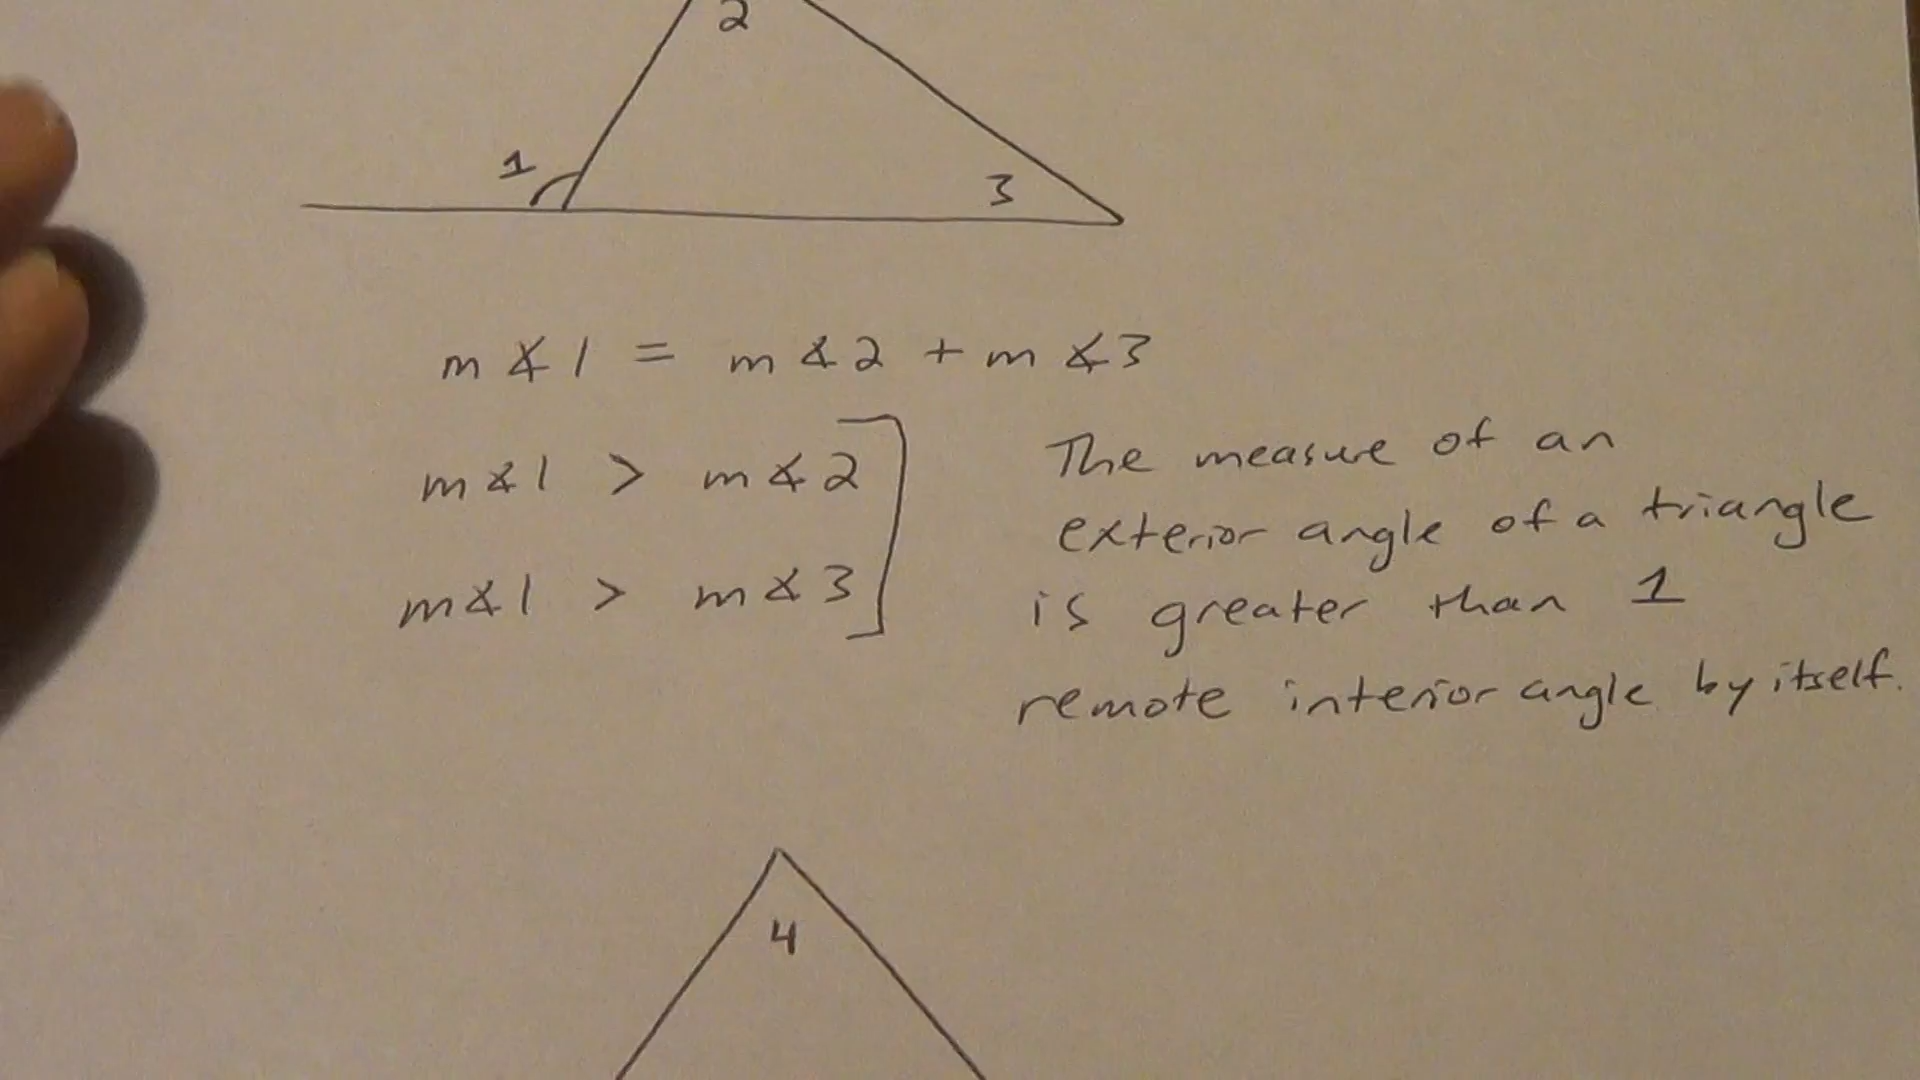 2
1
3
m∡1 = m∡2 + m∡3
m∡1 > m∡2
m∡1 > m∡3
The measure of an
exterior angle of a triangle
is greater than 1
remote interior angle by itself.
4